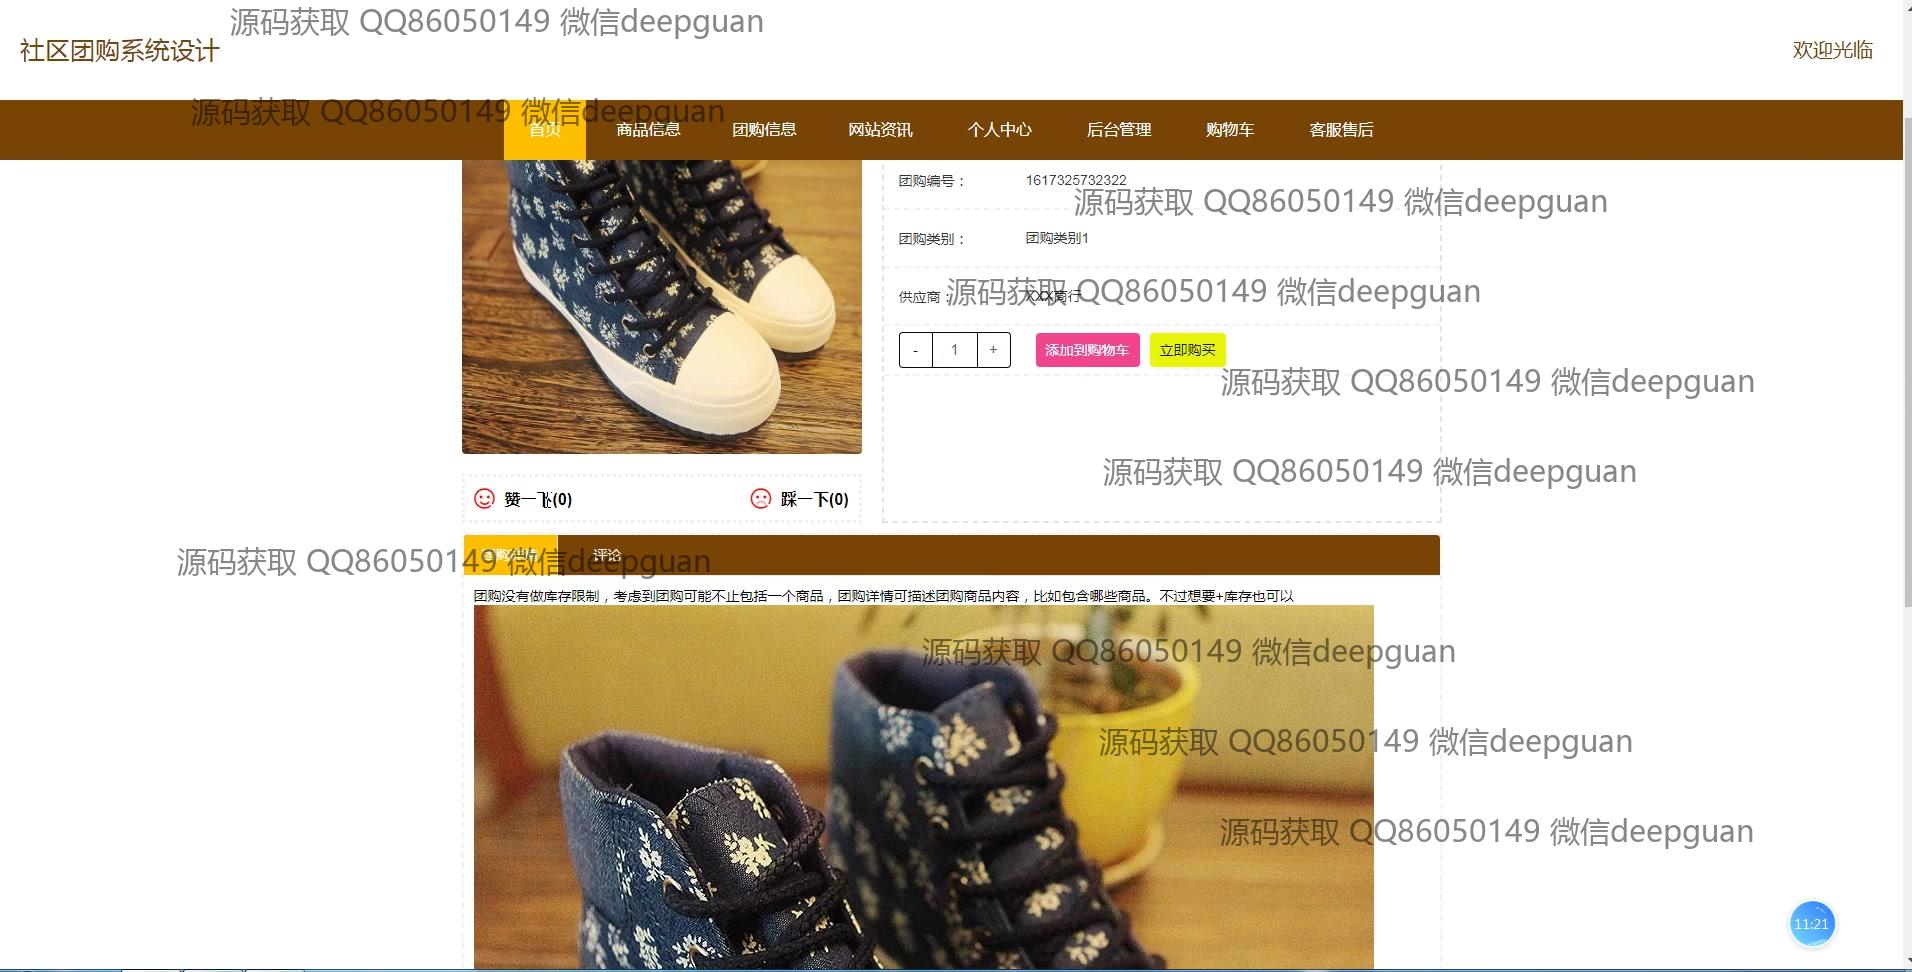 源码获取 QQ86050149 微信deepguan
社区团购系统设计
欢迎光临
源码获取 QQ86050149 微信deepguan
首页 商品信息 团购信息 网站资讯 个人中心 后台管理 购物车 客服售后
团购编号： 1617325732322
源码获取 QQ86050149 微信deepguan
团购类别： 团购类别1
供应商： XXX商行
源码获取 QQ86050149 微信deepguan
- 1 + 添加到购物车 立即购买
源码获取 QQ86050149 微信deepguan
源码获取 QQ86050149 微信deepguan
赞一下(0) 踩一下(0)
评论
源码获取 QQ86050149 微信deepguan
团购没有做库存限制，考虑到团购可能不止包括一个商品，团购详情可描述团购商品内容，比如包含哪些商品。不过想要+库存也可以
源码获取 QQ86050149 微信deepguan
源码获取 QQ86050149 微信deepguan
源码获取 QQ86050149 微信deepguan
11:21